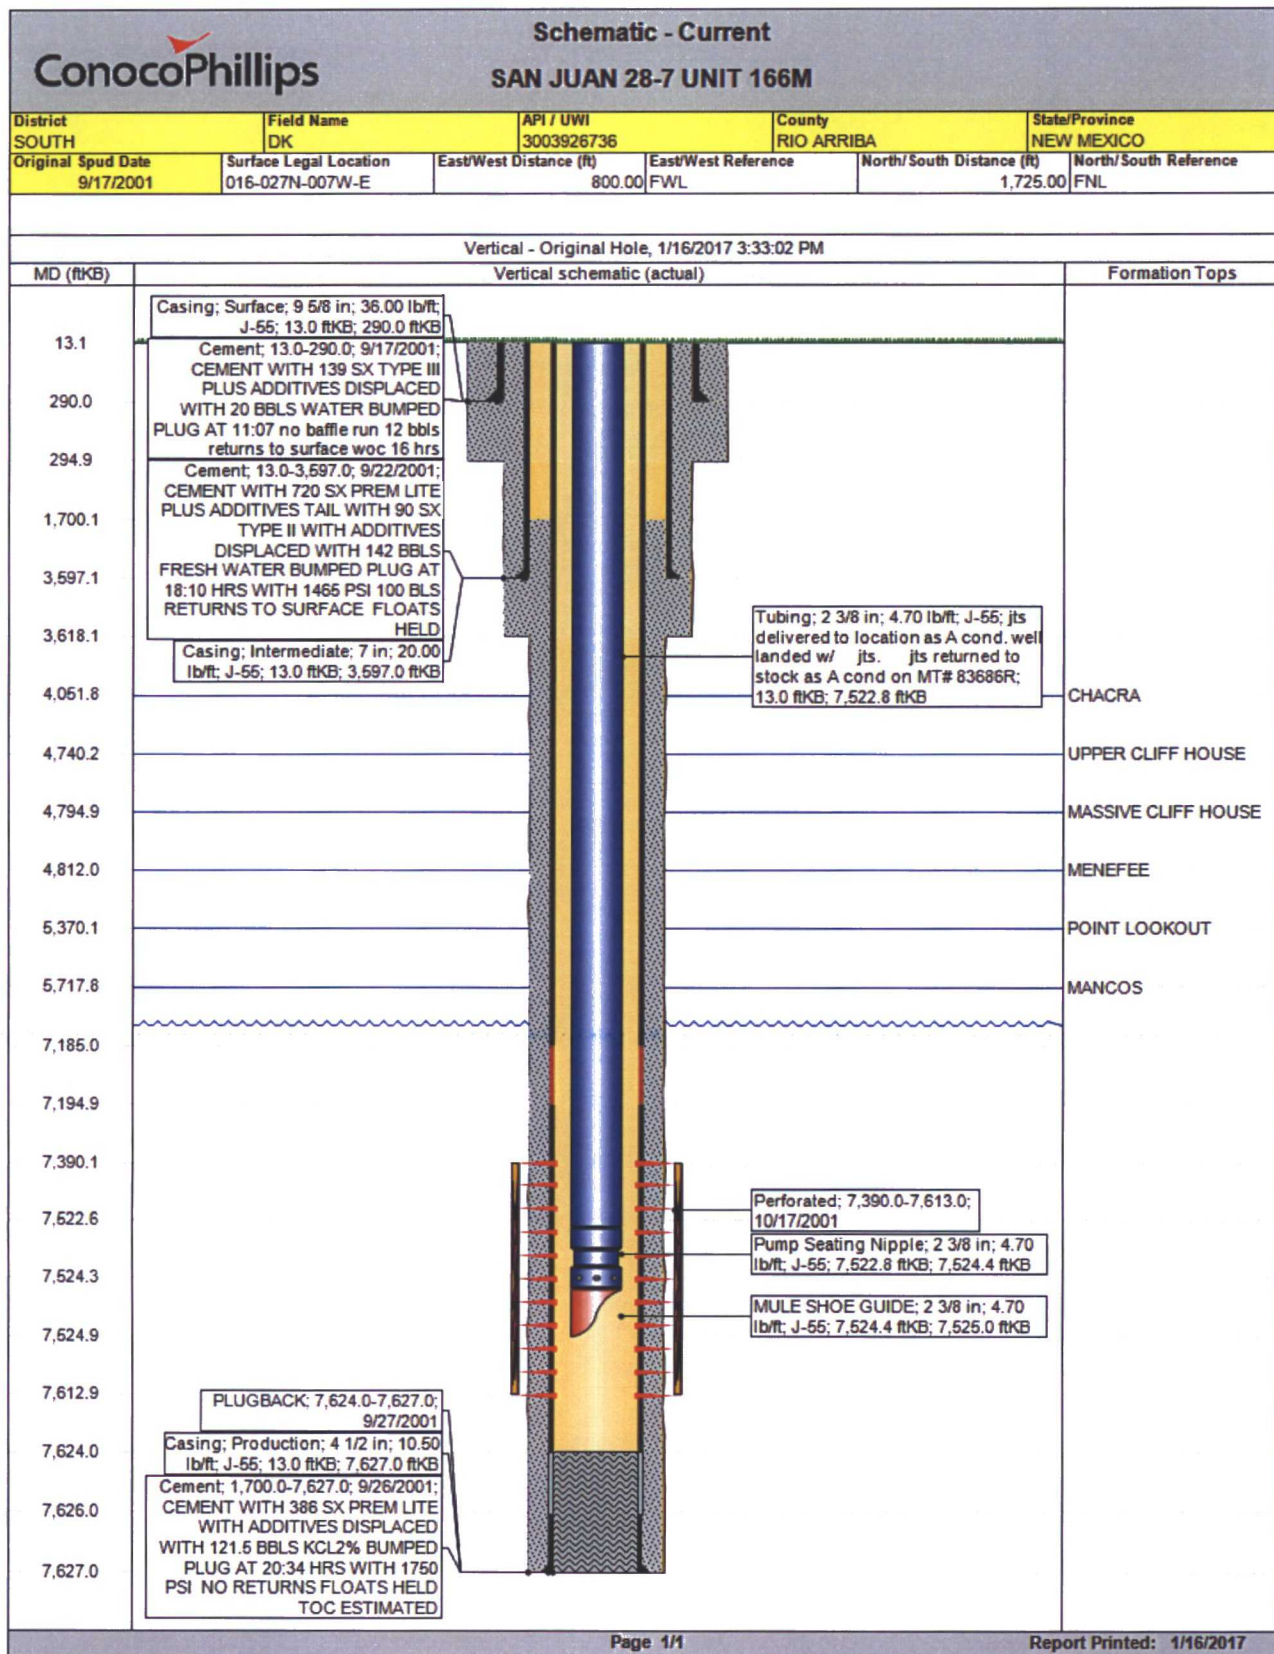 Schematic - Current
ConocoPhillips
SAN JUAN 28-7 UNIT 166M
District
SOUTH
Field Name
DK
API / UWI
3003926736
County
RIO ARRIBA
State/Province
NEW MEXICO
Original Spud Date
9/17/2001
Surface Legal Location
016-027N-007W-E
East/West Distance (ft)
800.00
East/West Reference
FWL
North/South Distance (ft)
1,725.00
North/South Reference
FNL
Vertical - Original Hole, 1/16/2017 3:33:02 PM
MD (ftKB)
Vertical schematic (actual)
Formation Tops
Casing; Surface; 9 5/8 in; 36.00 lb/ft;
J-55; 13.0 ftKB; 290.0 ftKB
13.1
Cement; 13.0-290.0; 9/17/2001;
CEMENT WITH 139 SX TYPE III
PLUS ADDITIVES DISPLACED
WITH 20 BBLS WATER BUMPED
PLUG AT 11:07 no baffle run 12 bbls
returns to surface woc 16 hrs
290.0
294.9
Cement; 13.0-3,597.0; 9/22/2001;
CEMENT WITH 720 SX PREM LITE
PLUS ADDITIVES TAIL WITH 90 SX
TYPE II WITH ADDITIVES
DISPLACED WITH 142 BBLS
FRESH WATER BUMPED PLUG AT
18:10 HRS WITH 1465 PSI 100 BLS
RETURNS TO SURFACE FLOATS
HELD
1,700.1
3,597.1
3,618.1
Casing; Intermediate; 7 in; 20.00
lb/ft; J-55; 13.0 ftKB; 3,597.0 ftKB
Tubing; 2 3/8 in; 4.70 lb/ft; J-55; jts
delivered to location as A cond. well
landed w/ jts. jts returned to
stock as A cond on MT# 83686R;
13.0 ftKB; 7,522.8 ftKB
4,051.8
CHACRA
4,740.2
UPPER CLIFF HOUSE
4,794.9
MASSIVE CLIFF HOUSE
4,812.0
MENEFEE
5,370.1
POINT LOOKOUT
5,717.8
MANCOS
7,185.0
7,194.9
7,390.1
Perforated; 7,390.0-7,613.0;
10/17/2001
7,522.6
Pump Seating Nipple; 2 3/8 in; 4.70
lb/ft; J-55; 7,522.8 ftKB; 7,524.4 ftKB
7,524.3
MULE SHOE GUIDE; 2 3/8 in; 4.70
lb/ft; J-55; 7,524.4 ftKB; 7,525.0 ftKB
7,524.9
7,612.9
PLUGBACK; 7,624.0-7,627.0;
9/27/2001
Casing; Production; 4 1/2 in; 10.50
lb/ft; J-55; 13.0 ftKB; 7,627.0 ftKB
7,624.0
Cement; 1,700.0-7,627.0; 9/26/2001;
CEMENT WITH 386 SX PREM LITE
WITH ADDITIVES DISPLACED
WITH 121.5 BBLS KCL2% BUMPED
PLUG AT 20:34 HRS WITH 1750
PSI NO RETURNS FLOATS HELD
TOC ESTIMATED
7,626.0
7,627.0
Page 1/1
Report Printed: 1/16/2017